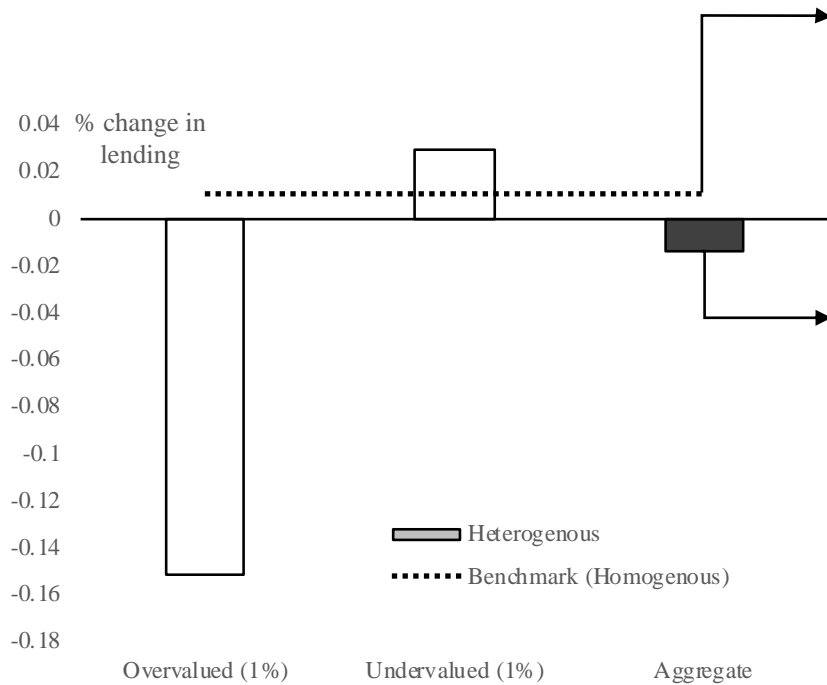 0.04
% change in
lending
0.02
0
-0.02
-0.04
-0.06
-0.08
-0.1
-0.12
-0.14
-0.16
-0.18
Heterogenous
Benchmark (Homogenous)
Overvalued (1%)
Undervalued (1%)
Aggregate